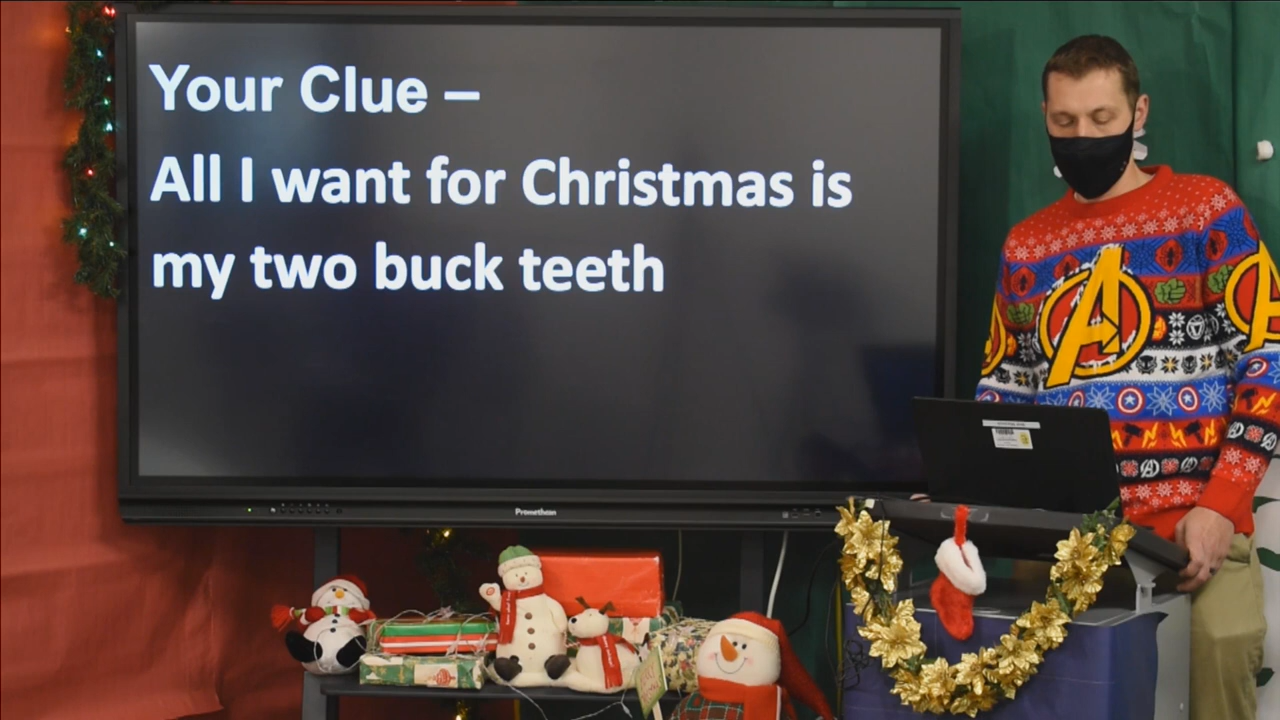 Your Clue –
All I want for Christmas is
my two buck teeth
Promethean